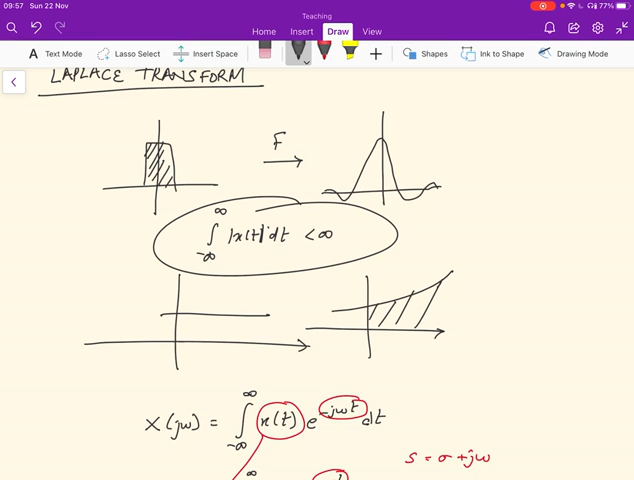 09:57 Sun 22 Nov
Teaching
77%
Home Insert Draw View
A Text Mode Lasso Select Insert Space Shapes Ink to Shape Drawing Mode
LAPLACE TRANSFORM
F
∫_{-∞}^{∞} |x(t)|dt < ∞
X(jω) = ∫_{-∞}^{∞} x(t) e^{-jωt} dt
s = σ + jω
∞